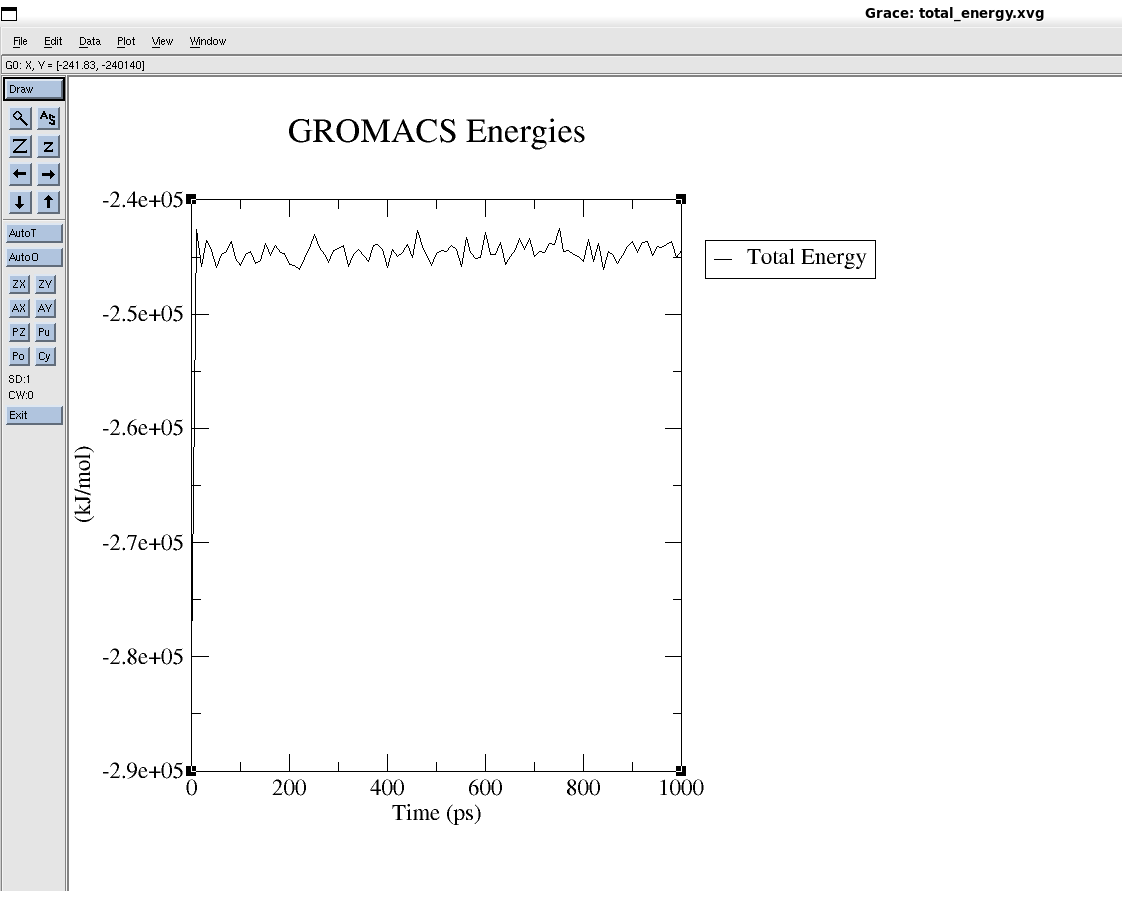 Grace: total_energy.xvg
File Edit Data Plot View Window
G0: X, Y = [-241.83, -240140]
Draw
AS
Z z
AutoT
AutoO
ZX ZY
AX AY
PZ Pu
Po Cy
SD:1
CW:0
Exit
GROMACS Energies
-2.4e+05
-2.5e+05
-2.6e+05
-2.7e+05
-2.8e+05
-2.9e+05
(kJ/mol)
0 200 400 600 800 1000
Time (ps)
Total Energy